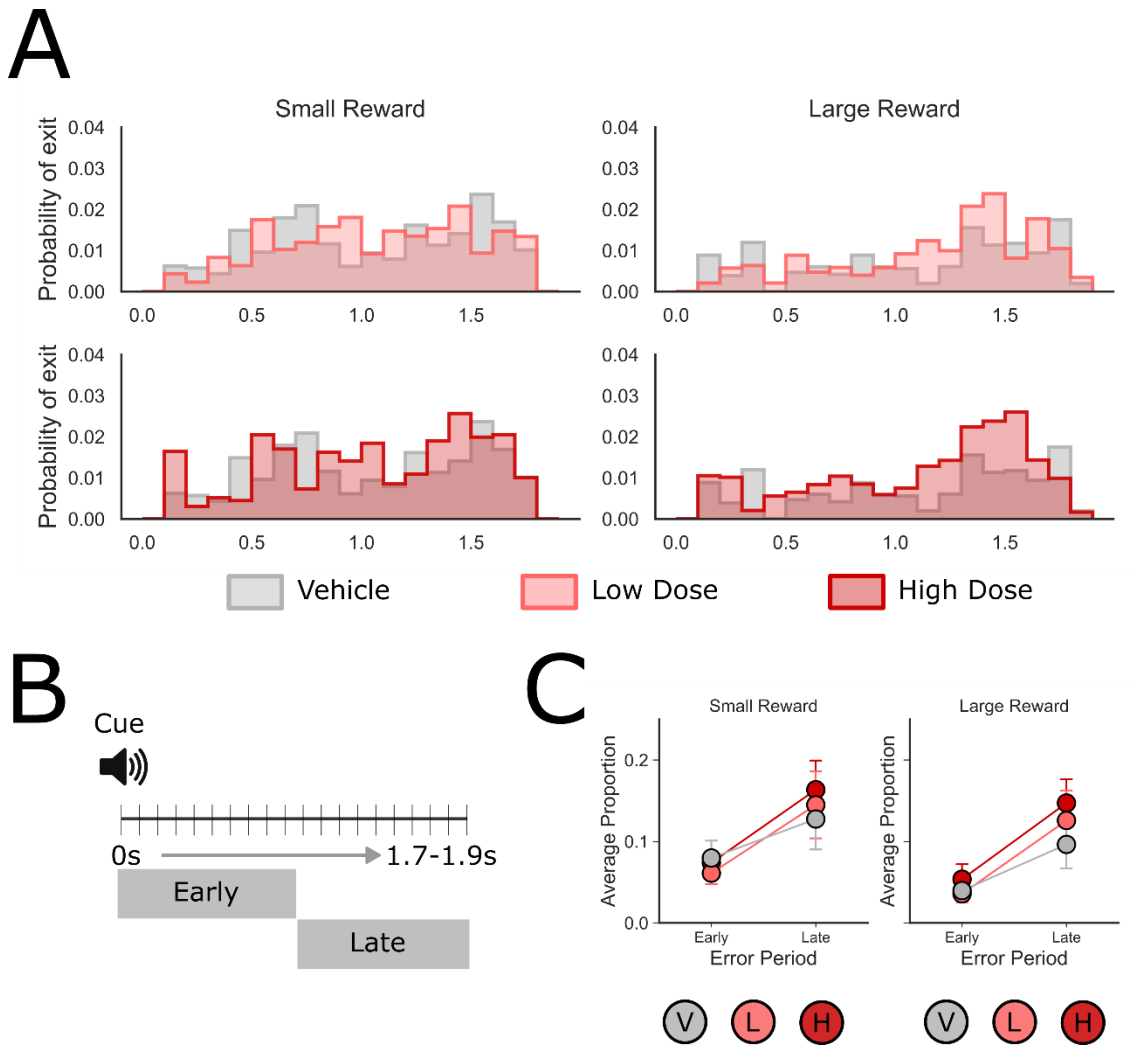 A
Small Reward
Large Reward
Probability of exit
0.04
0.03
0.02
0.01
0.00
0.0 0.5 1.0 1.5
0.04
0.03
0.02
0.01
0.00
0.0 0.5 1.0 1.5
Probability of exit
0.04
0.03
0.02
0.01
0.00
0.0 0.5 1.0 1.5
0.04
0.03
0.02
0.01
0.00
0.0 0.5 1.0 1.5
Vehicle
Low Dose
High Dose
B
Cue
0s
1.7-1.9s
Early
Late
C
Small Reward
Average Proportion
0.2
0.1
0.0
Early Late
Error Period
V L H
Large Reward
Average Proportion
Early Late
Error Period
V L H